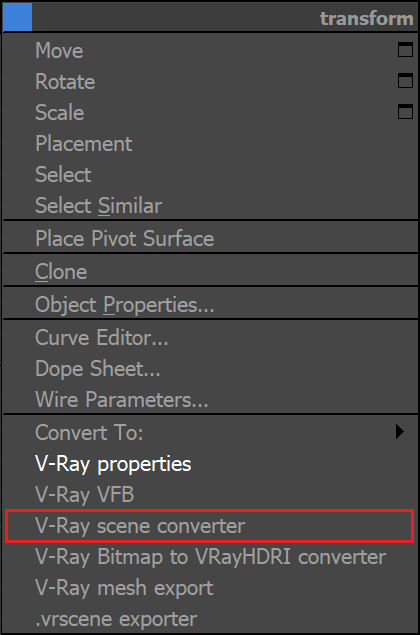 transform
Move
Rotate
Scale
Placement
Select
Select Similar
Place Pivot Surface
Clone
Object Properties...
Curve Editor...
Dope Sheet...
Wire Parameters...
Convert To:
V-Ray properties
V-Ray VFB
V-Ray scene converter
V-Ray Bitmap to VRayHDRI converter
V-Ray mesh export
.vrscene exporter